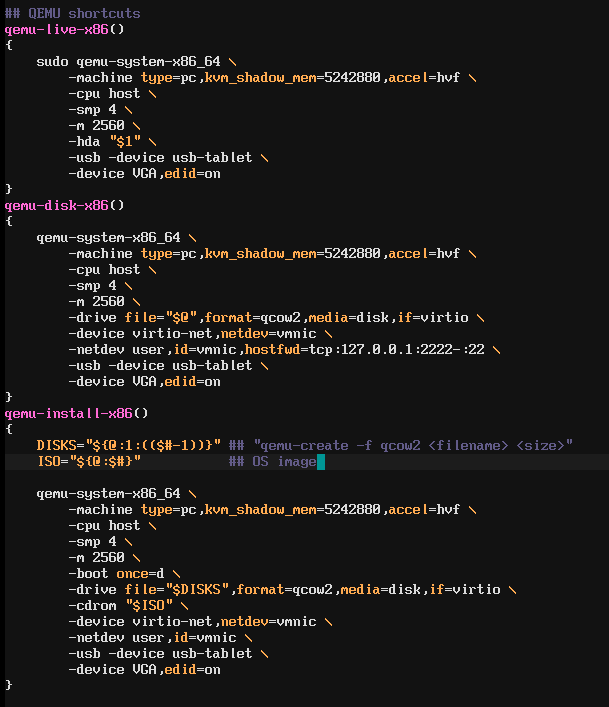 ## QEMU shortcuts
qemu-live-x86()
{
    sudo qemu-system-x86_64 \
        -machine type=pc,kvm_shadow_mem=5242880,accel=hvf \
        -cpu host \
        -smp 4 \
        -m 2560 \
        -hda "$1" \
        -usb -device usb-tablet \
        -device VGA,edid=on
}
qemu-disk-x86()
{
    qemu-system-x86_64 \
        -machine type=pc,kvm_shadow_mem=5242880,accel=hvf \
        -cpu host \
        -smp 4 \
        -m 2560 \
        -drive file="$@",format=qcow2,media=disk,if=virtio \
        -device virtio-net,netdev=vmnic \
        -netdev user,id=vmnic,hostfwd=tcp:127.0.0.1:2222-:22 \
        -usb -device usb-tablet \
        -device VGA,edid=on
}
qemu-install-x86()
{
    DISKS="${@:1:(($#-1))}" ## "qemu-create -f qcow2 <filename> <size>"
    ISO="${@:$#}"           ## OS image

    qemu-system-x86_64 \
        -machine type=pc,kvm_shadow_mem=5242880,accel=hvf \
        -cpu host \
        -smp 4 \
        -m 2560 \
        -boot once=d \
        -drive file="$DISKS",format=qcow2,media=disk,if=virtio \
        -cdrom "$ISO" \
        -device virtio-net,netdev=vmnic \
        -netdev user,id=vmnic \
        -usb -device usb-tablet \
        -device VGA,edid=on
}